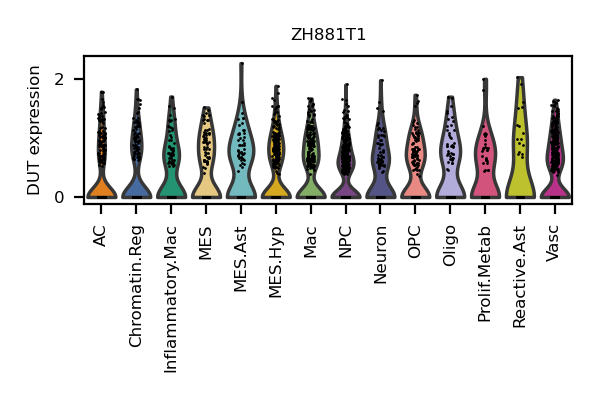 ZH881T1
DUT expression
2
0
AC
Chromatin.Reg
Inflammatory.Mac
MES
MES.Ast
MES.Hyp
Mac
NPC
Neuron
OPC
Oligo
Prolif.Metab
Reactive.Ast
Vasc